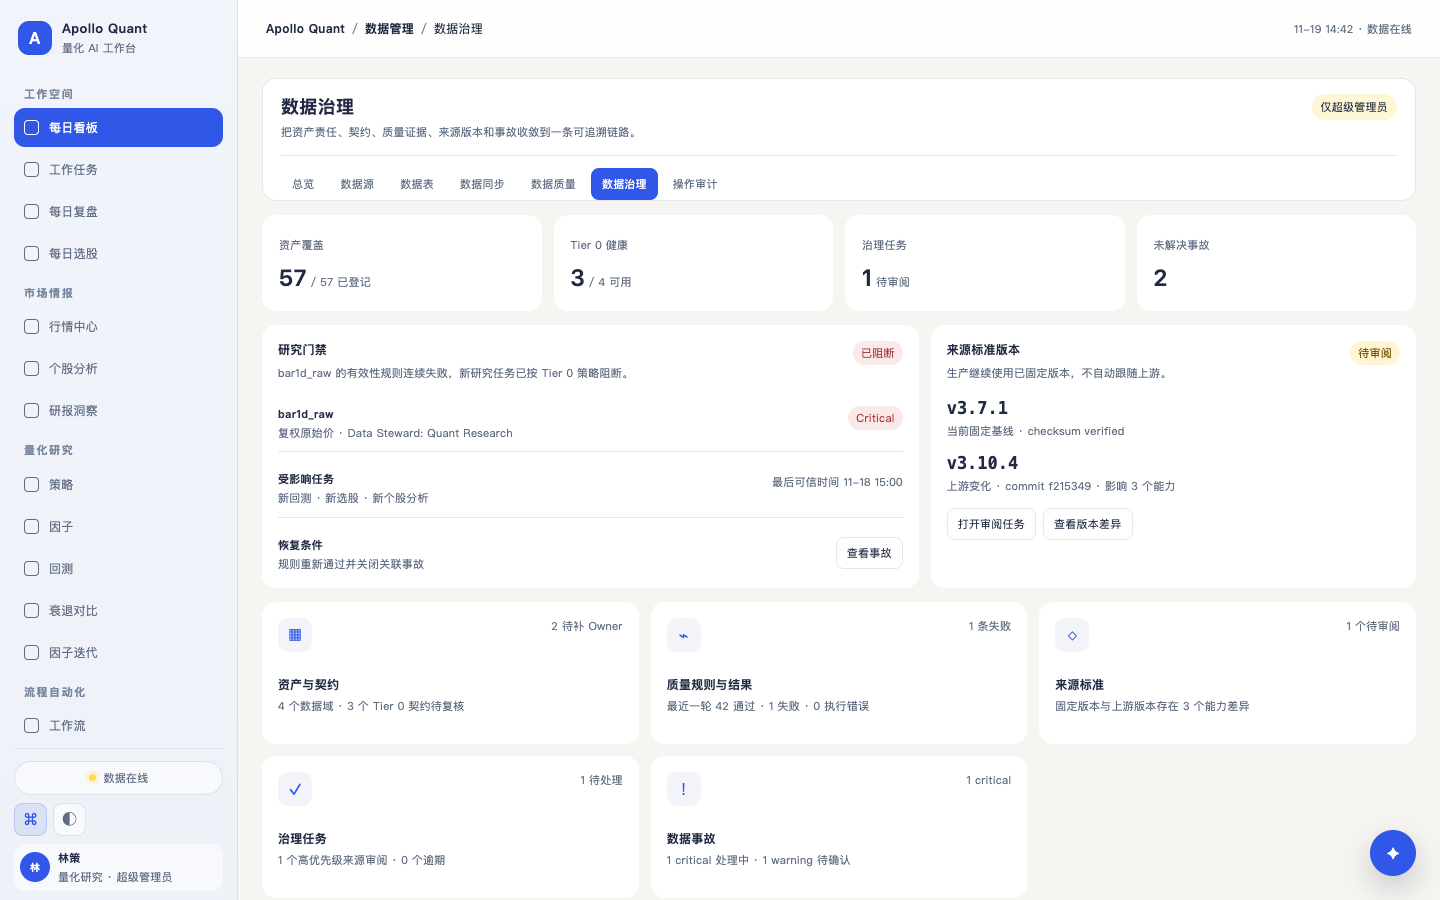 A
Apollo Quant
量化 AI 工作台
工作空间
每日看板
工作任务
每日复盘
每日选股
市场情报
行情中心
个股分析
研报洞察
量化研究
策略
因子
回测
衰退对比
因子迭代
流程自动化
工作流
数据在线
林
林策
量化研究 · 超级管理员
Apollo Quant / 数据管理 / 数据治理
11-19 14:42 · 数据在线
数据治理
仅超级管理员
把资产责任、契约、质量证据、来源版本和事故收敛到一条可追溯链路。
总览 数据源 数据表 数据同步 数据质量 数据治理 操作审计
资产覆盖
57 / 57 已登记
Tier 0 健康
3 / 4 可用
治理任务
1 待审阅
未解决事故
2
研究门禁
已阻断
bar1d_raw 的有效性规则连续失败，新研究任务已按 Tier 0 策略阻断。
bar1d_raw
Critical
复权原始价 · Data Steward: Quant Research
受影响任务
最后可信时间 11-18 15:00
新回测 · 新选股 · 新个股分析
恢复条件
规则重新通过并关闭关联事故
查看事故
来源标准版本
待审阅
生产继续使用已固定版本，不自动跟随上游。
v3.7.1
当前固定基线 · checksum verified
v3.10.4
上游变化 · commit f215349 · 影响 3 个能力
打开审阅任务 查看版本差异
2 待补 Owner
资产与契约
4 个数据域 · 3 个 Tier 0 契约待复核
1 条失败
质量规则与结果
最近一轮 42 通过 · 1 失败 · 0 执行错误
1 个待审阅
来源标准
固定版本与上游版本存在 3 个能力差异
1 待处理
治理任务
1 个高优先级来源审阅 · 0 个逾期
!
1 critical
数据事故
1 critical 处理中 · 1 warning 待确认